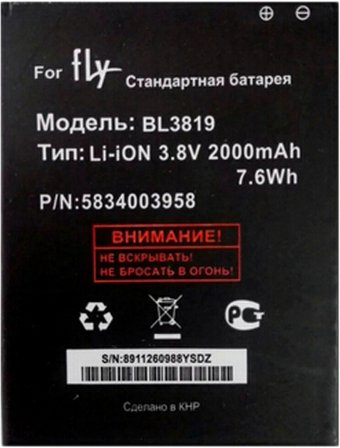 For fly Стандартная батарея
Модель: BL3819
Тип: Li-iON 3.8V 2000mAh
7.6Wh
P/N:5834003958
ВНИМАНИЕ!
НЕ ВСКРЫВАТЬ!
НЕ БРОСАТЬ В ОГОНЬ!
S/N:8911260988YSDZ
Сделано в КНР